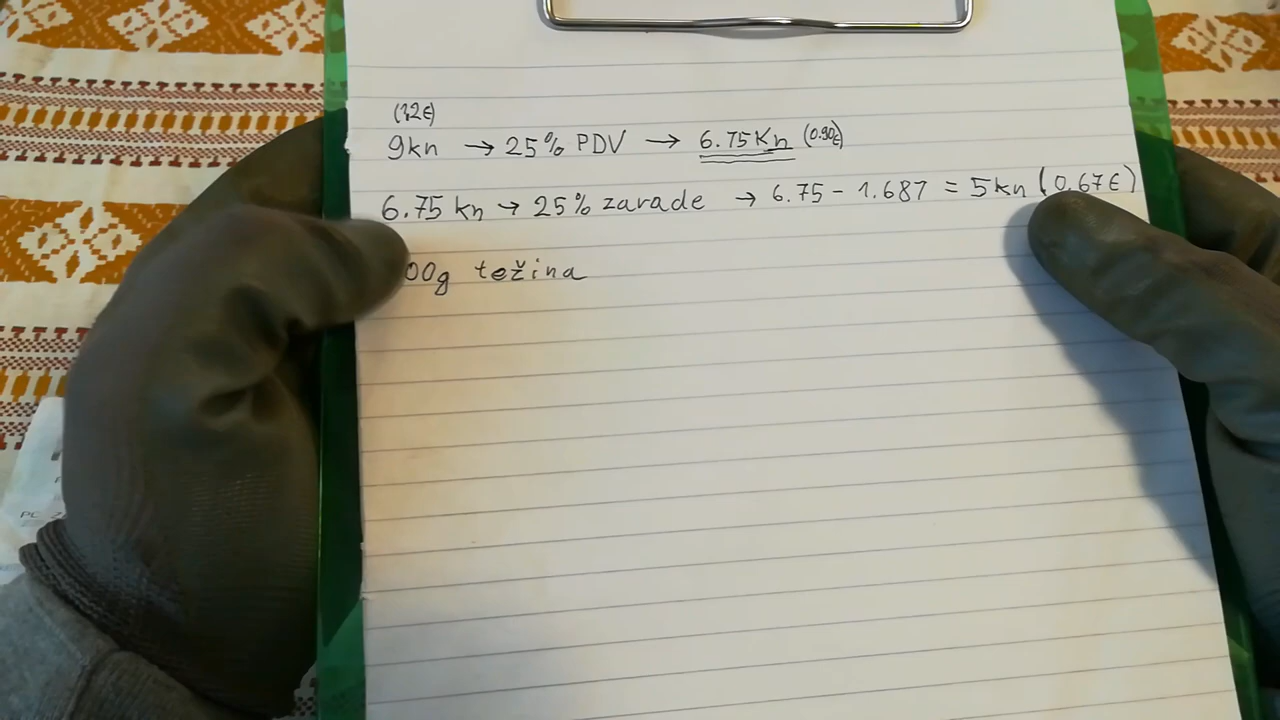 (1,2€)
9kn → 25% PDV → 6.75Kn (0.90€)
6.75 kn → 25% zarade → 6.75 - 1.687 = 5kn (0.67€)
00g težina